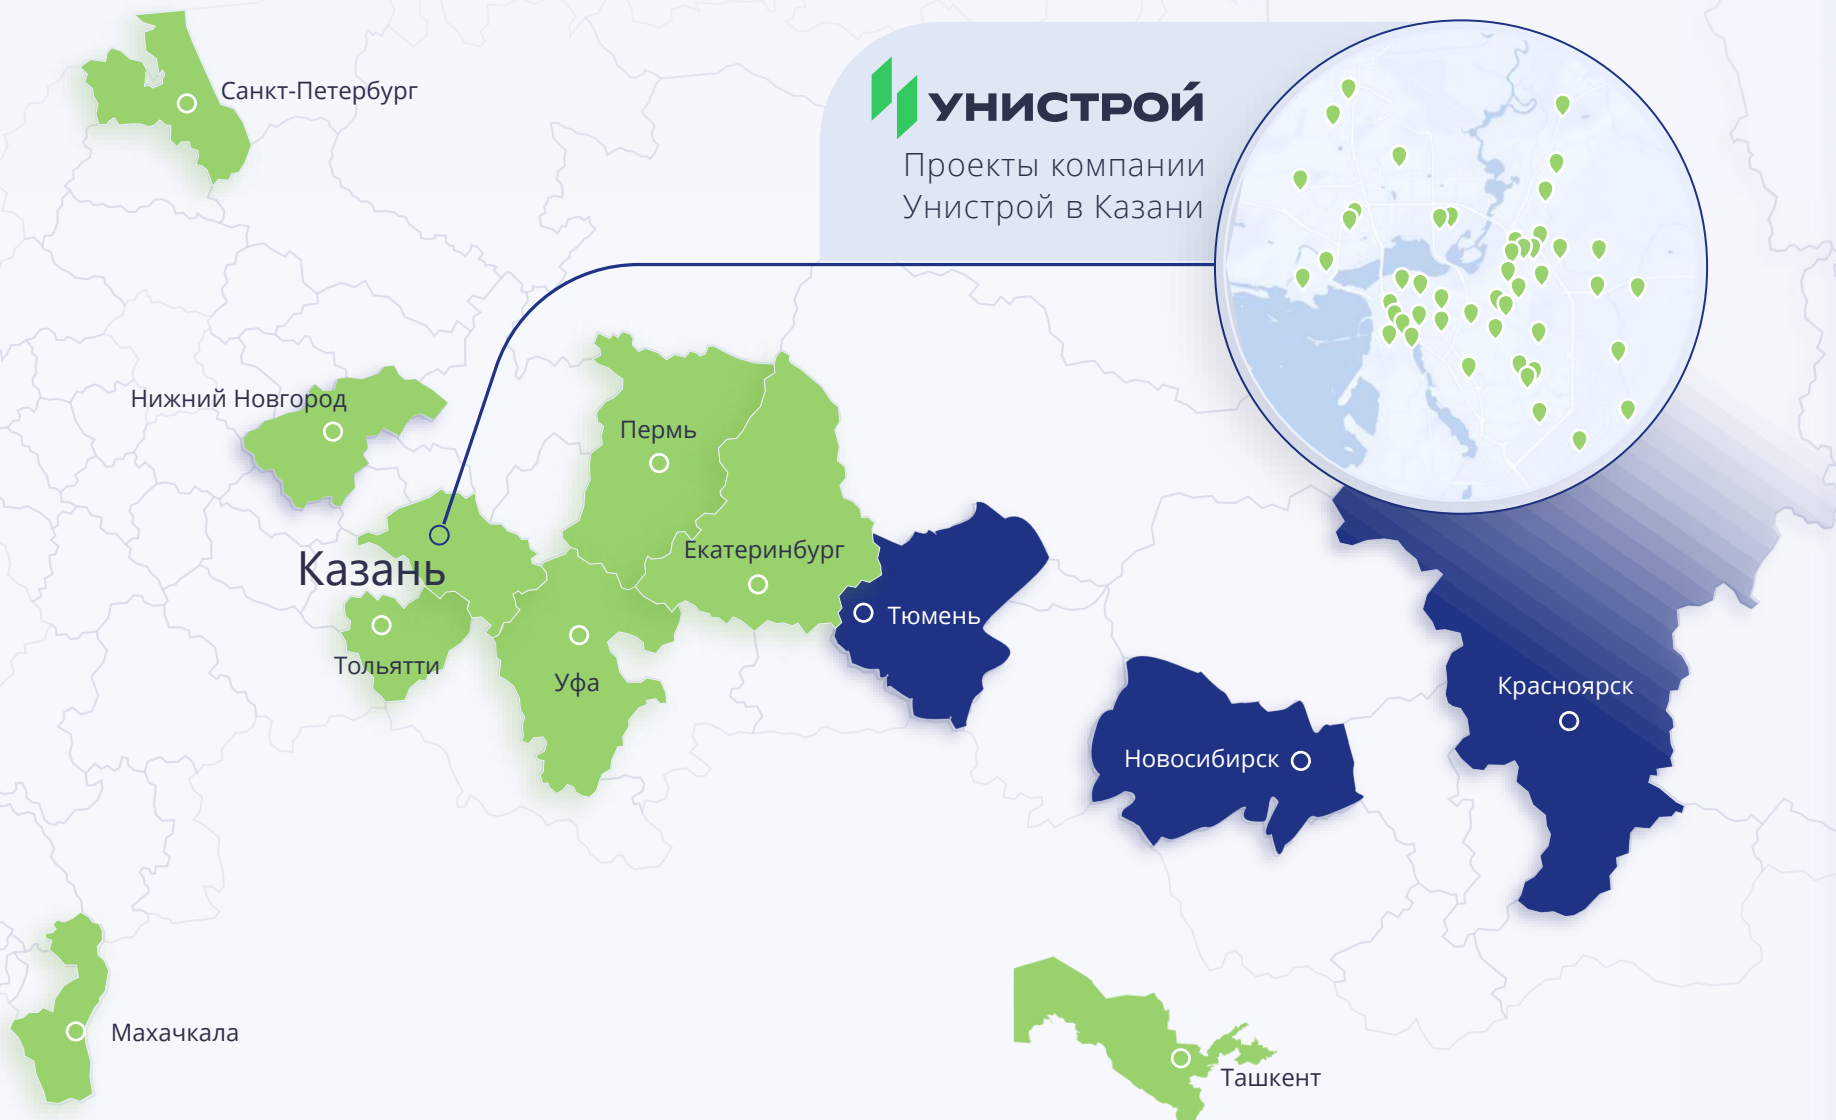 Санкт-Петербург
УНИСТРОЙ
Проекты компании
Унистрой в Казани
Нижний Новгород
Пермь
Екатеринбург
Казань
Тюмень
Тольятти
Уфа
Красноярск
Новосибирск
Махачкала
Ташкент